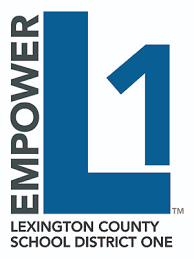 EMPOWER
L1
TM
LEXINGTON COUNTY
SCHOOL DISTRICT ONE